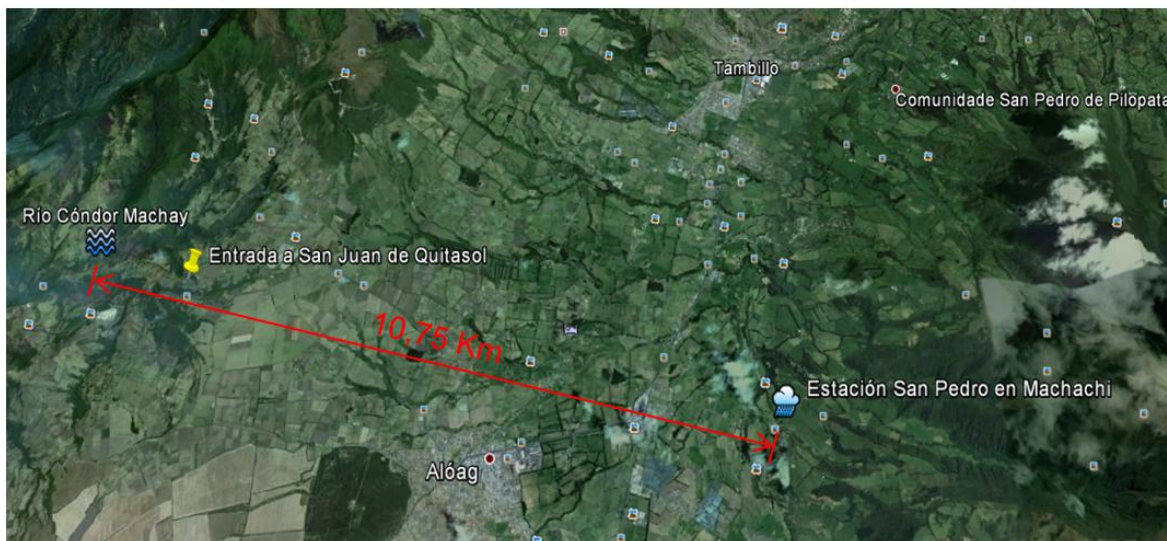 Tambillo
Comunidade San Pedro de Pilopata
Río Cóndor Machay
Entrada a San Juan de Quitasol
10,75 Km
Estación San Pedro en Machachi
Alóag